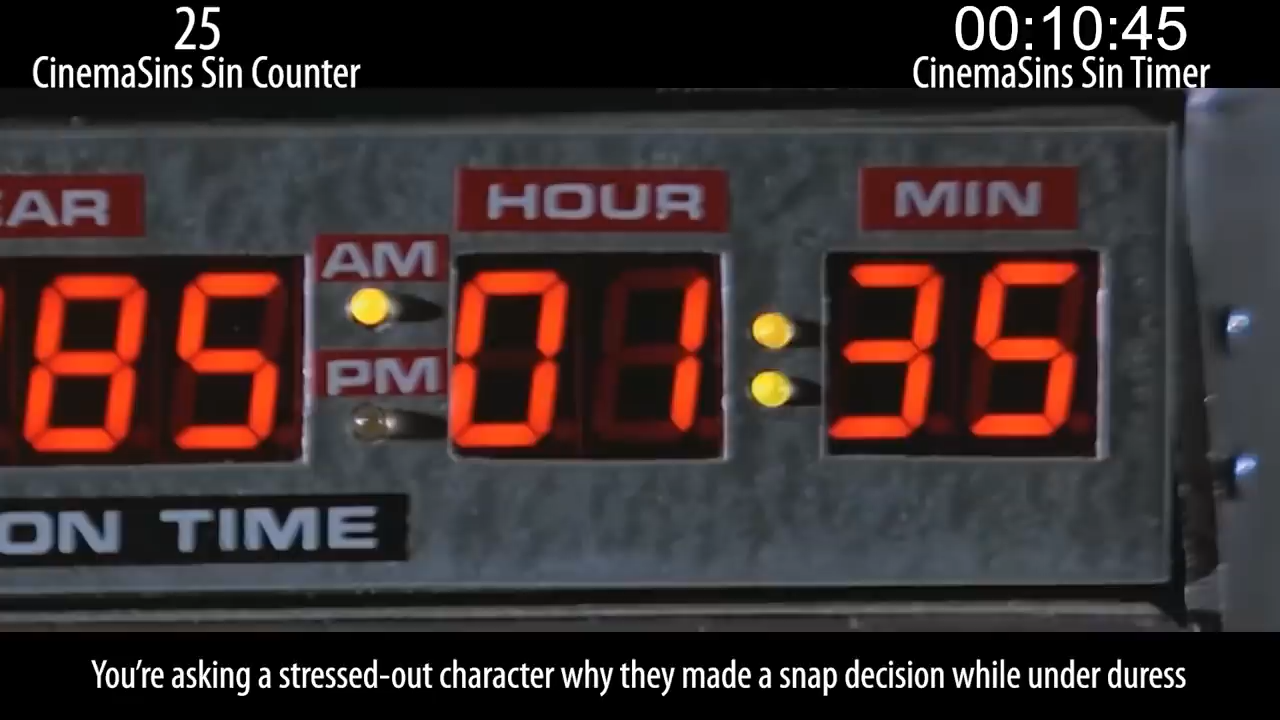 25
CinemaSins Sin Counter
00:10:45
CinemaSins Sin Timer
EAR
HOUR
MIN
AM
PM
85
01:35
ON TIME
You're asking a stressed-out character why they made a snap decision while under duress